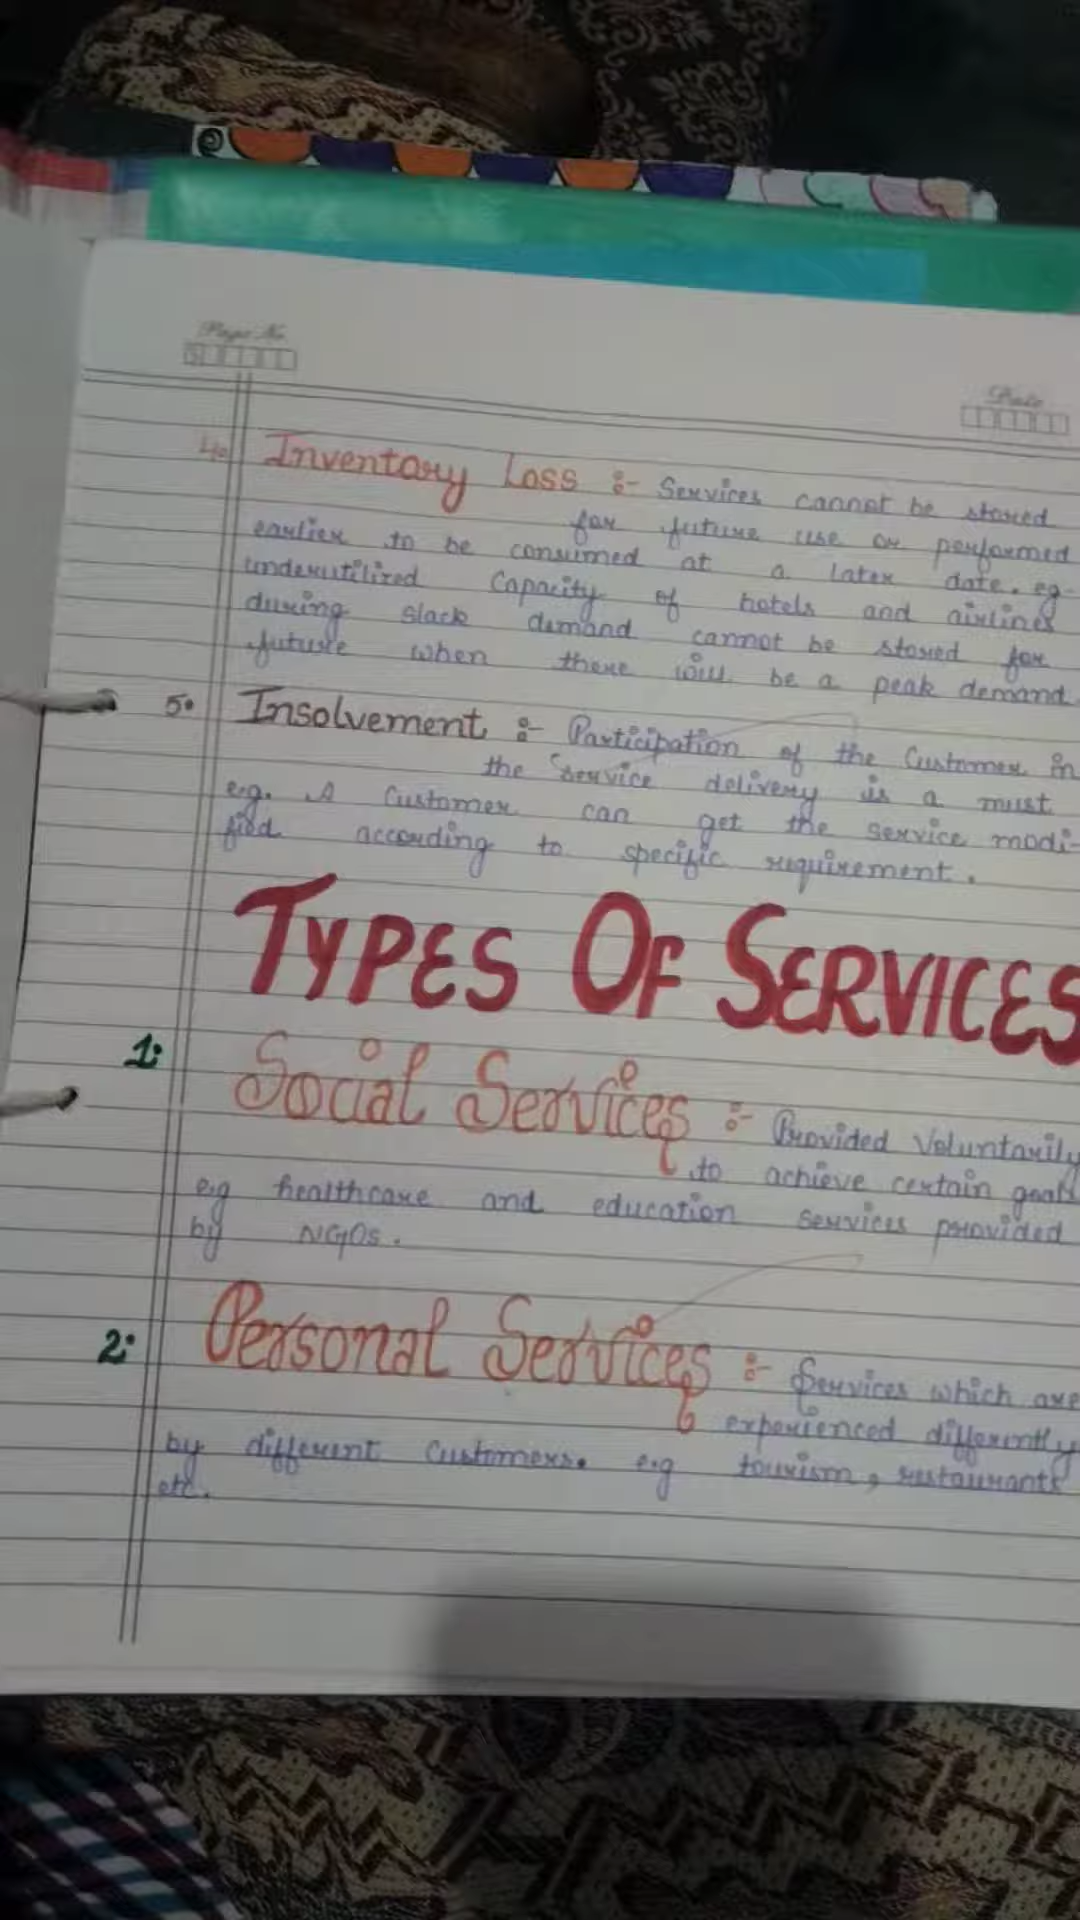 Page No.
Date
4. Inventory Loss :- Services cannot be stored
for future use or performed
earlier to be consumed at a later date. eg-
underutilized Capacity of hotels and airlines
during slack demand cannot be stored for
future when there will be a peak demand.
5. Insolvement :- Participation of the Customer in
the service delivery is a must
e.g. A Customer can get the service modi-
fied according to specific requirement.
TYPES OF SERVICES
1: Social Services :- Provided Voluntarily
to achieve certain goals
e.g healthcare and education services provided
by NGOs.
2: Personal Services :- Services which are
experienced differently
by different Customers. e.g tourism, restaurants
etc.